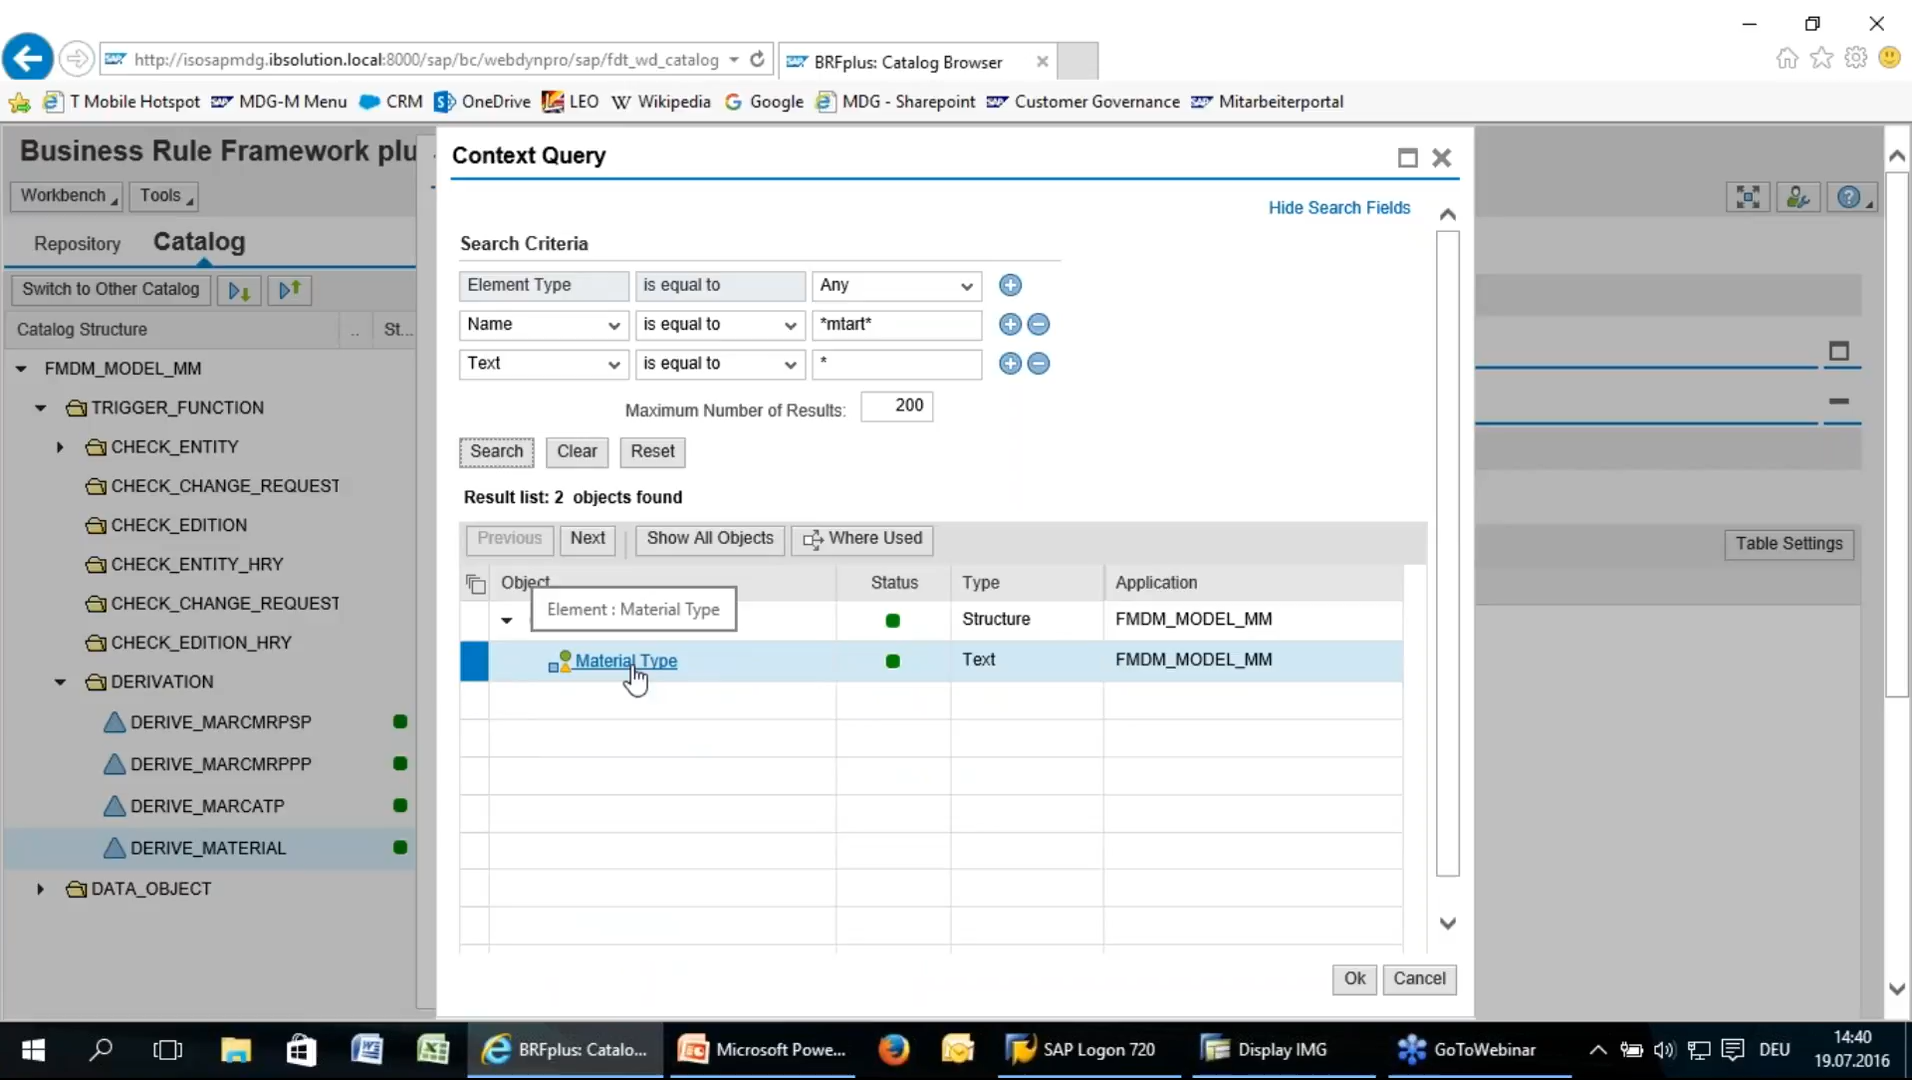 http://isosapmdg.ibsolution.local:8000/sap/bc/webdynpro/sap/fdt_wd_catalog
BRFplus: Catalog Browser
T Mobile Hotspot MDG-M Menu CRM OneDrive LEO Wikipedia Google MDG - Sharepoint Customer Governance Mitarbeiterportal
Business Rule Framework plu
Workbench Tools
Repository Catalog
Switch to Other Catalog
Catalog Structure .. St...
FMDM_MODEL_MM
TRIGGER_FUNCTION
CHECK_ENTITY
CHECK_CHANGE_REQUEST
CHECK_EDITION
CHECK_ENTITY_HRY
CHECK_CHANGE_REQUEST
CHECK_EDITION_HRY
DERIVATION
DERIVE_MARCMRPSP
DERIVE_MARCMRPPP
DERIVE_MARCATP
DERIVE_MATERIAL
DATA_OBJECT
Context Query
Hide Search Fields
Search Criteria
Element Type is equal to Any
Name is equal to *mtart*
Text is equal to *
Maximum Number of Results: 200
Search Clear Reset
Result list: 2 objects found
Previous Next Show All Objects Where Used
Object Status Type Application
Element : Material Type
Structure FMDM_MODEL_MM
Material Type Text FMDM_MODEL_MM
Ok Cancel
Table Settings
BRFplus: Catalo... Microsoft Powe... SAP Logon 720 Display IMG GoToWebinar DEU
14:40
19.07.2016